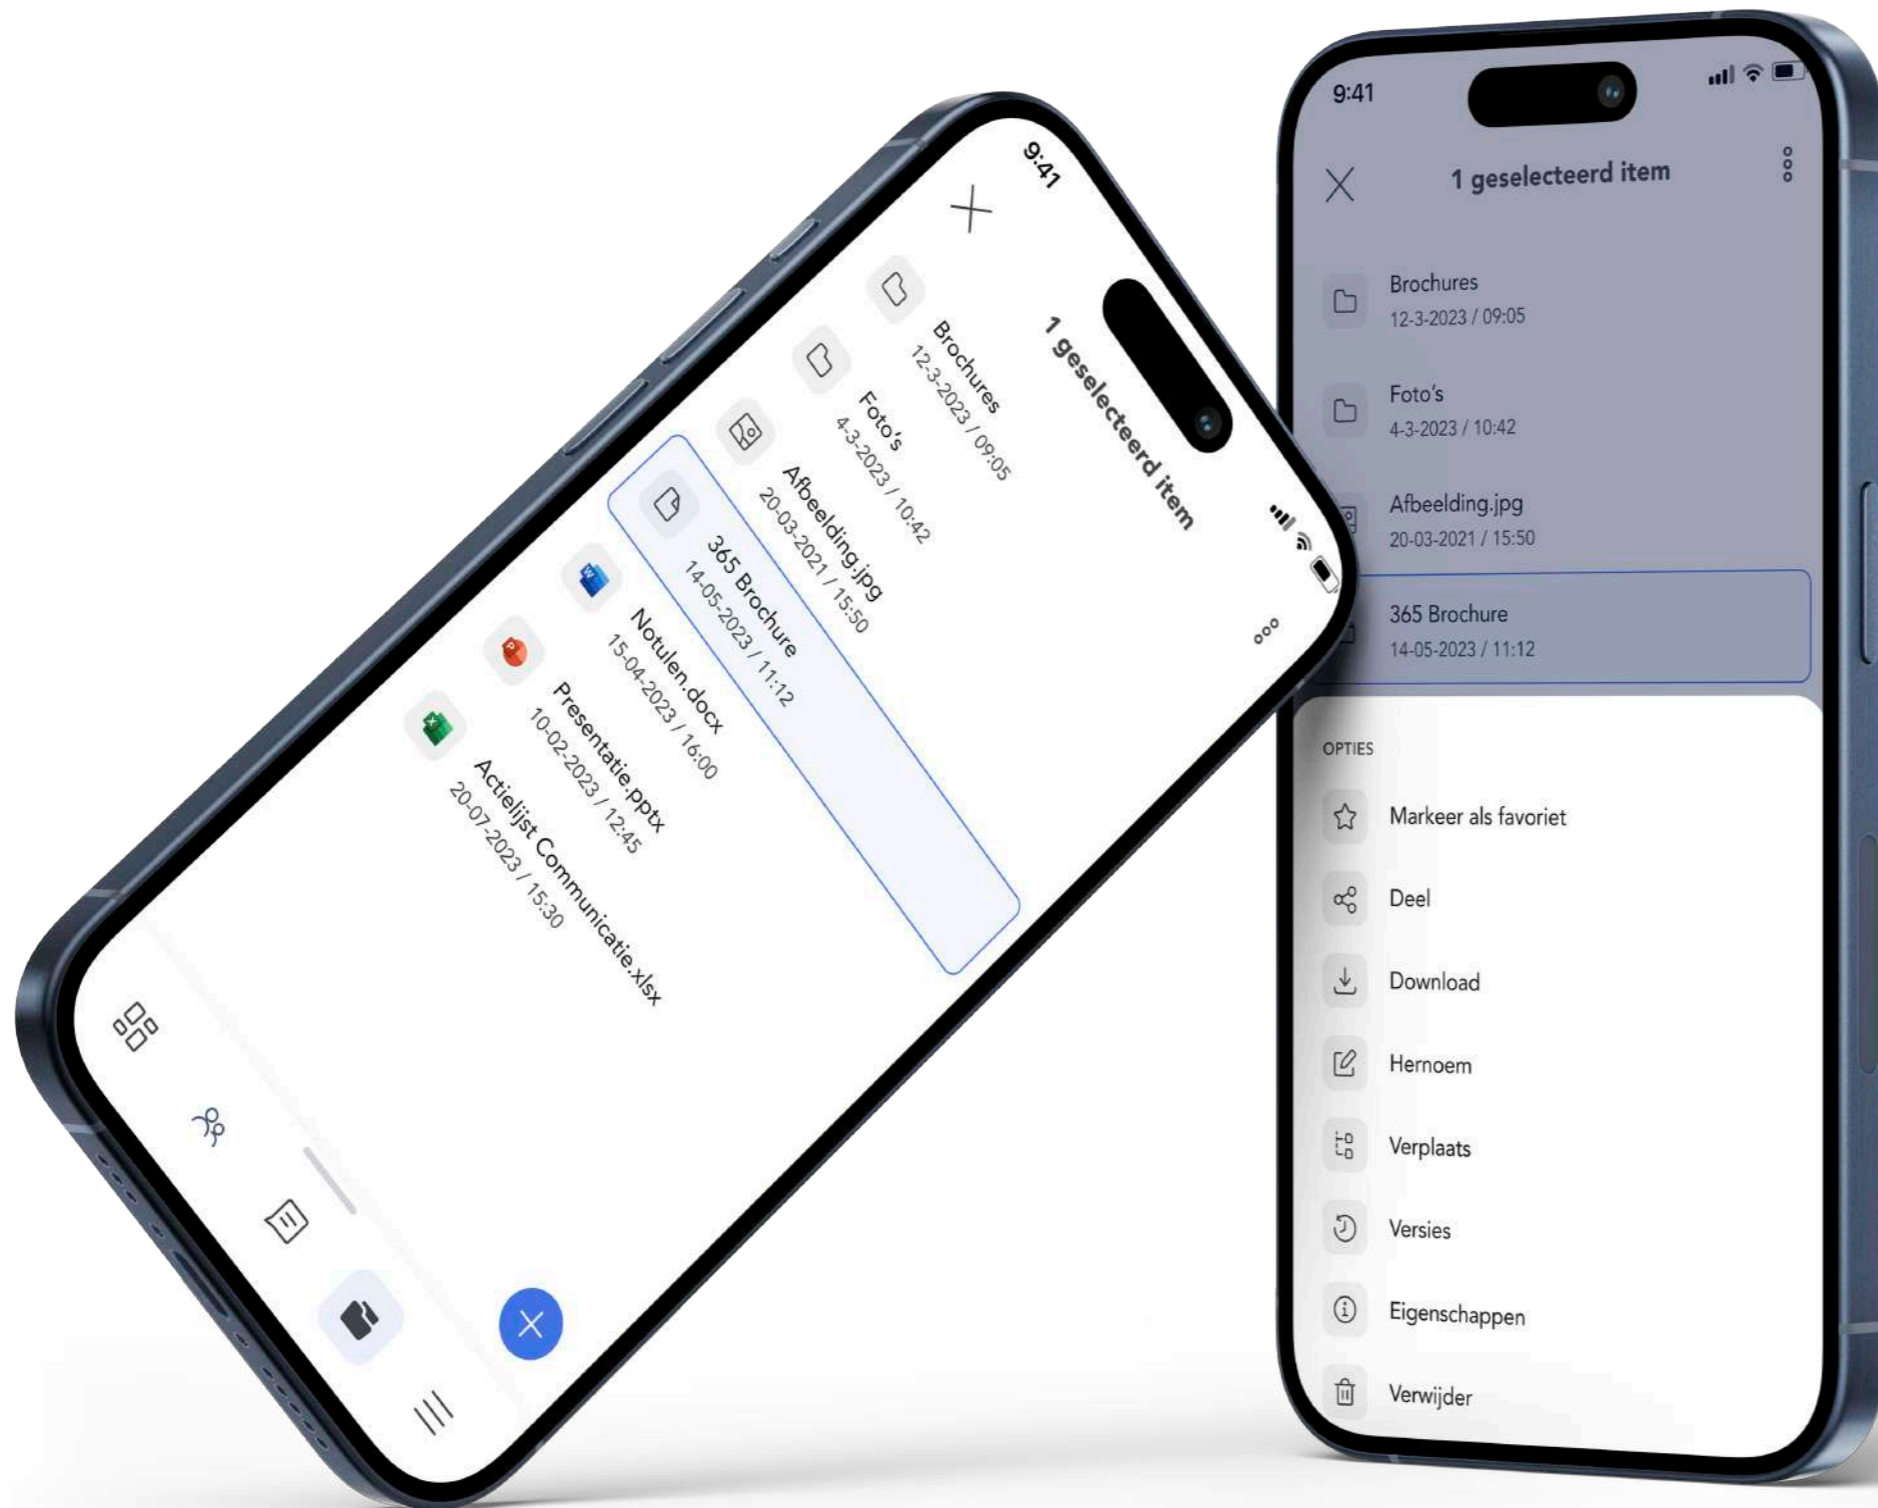 9:41
1 geselecteerd item
Brochures
12-3-2023 / 09:05
Foto's
4-3-2023 / 10:42
Afbeelding.jpg
20-03-2021 / 15:50
365 Brochure
14-05-2023 / 11:12
Notulen.docx
15-04-2023 / 16:00
Presentatie.pptx
10-02-2023 / 12:45
Actielijst Communicatie.xlsx
20-07-2023 / 15:30
9:41
1 geselecteerd item
Brochures
12-3-2023 / 09:05
Foto's
4-3-2023 / 10:42
Afbeelding.jpg
20-03-2021 / 15:50
365 Brochure
14-05-2023 / 11:12
OPTIES
Markeer als favoriet
Deel
Download
Hernoem
Verplaats
Versies
Eigenschappen
Verwijder